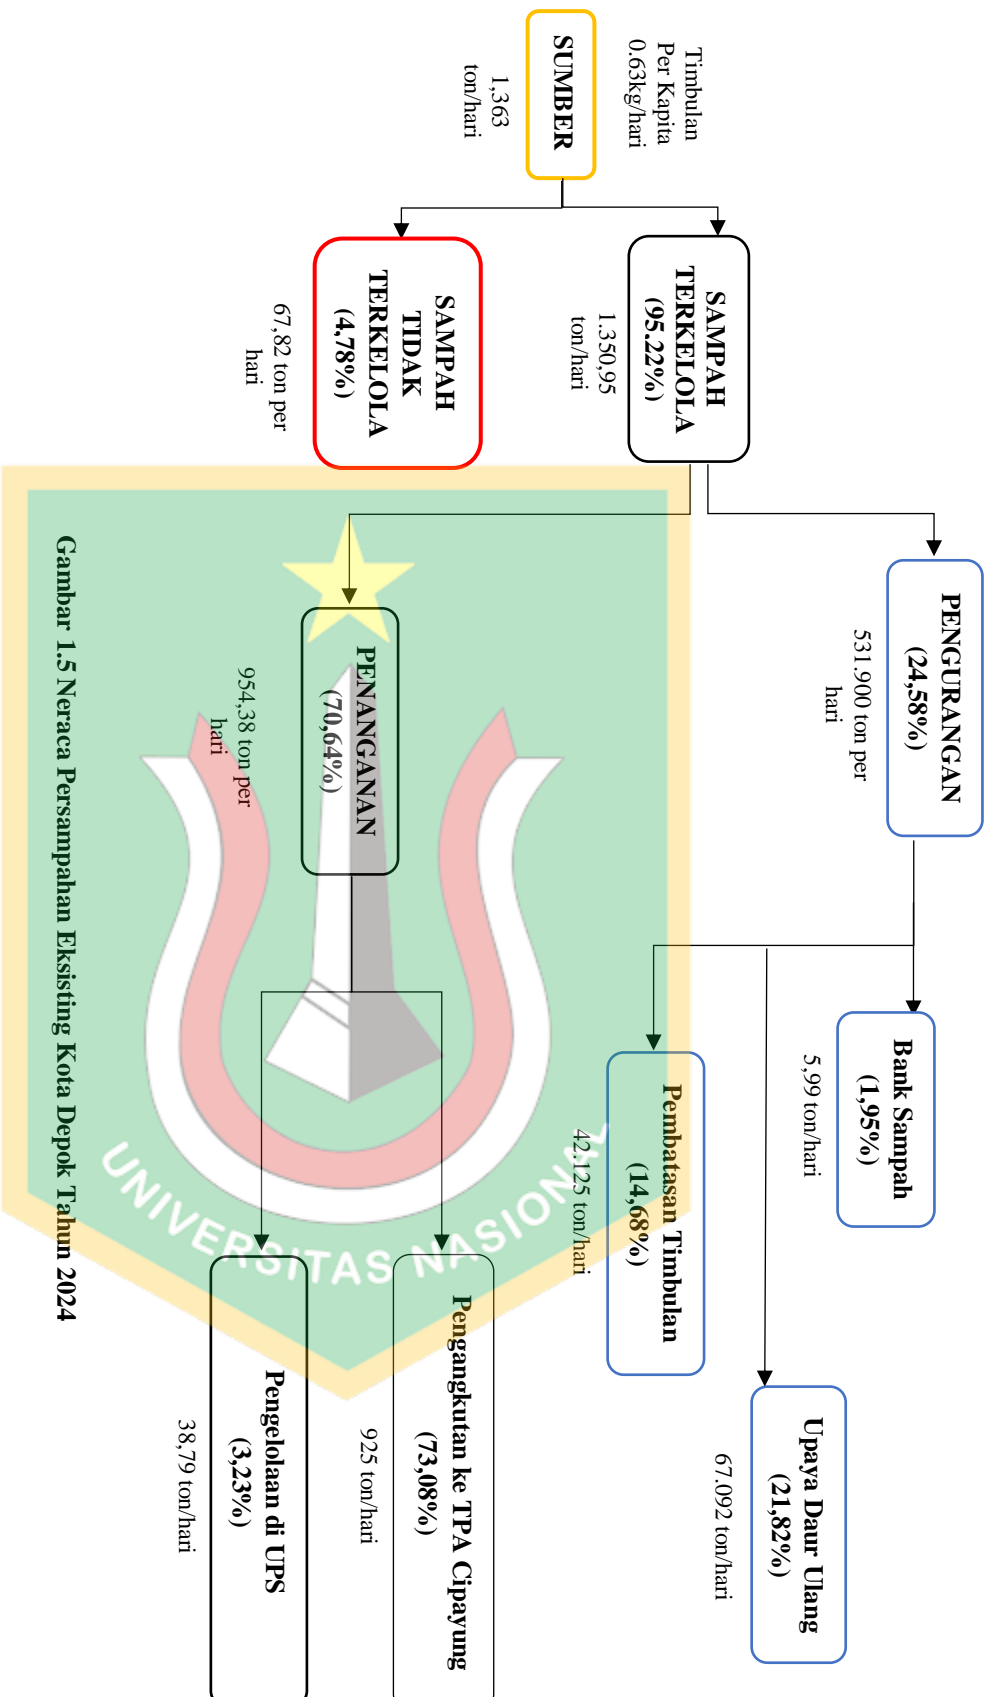 Timbulan
Per Kapita
0.63kg/hari
SUMBER
1,363
ton/hari
SAMPAH
TERKELOLA
(95.22%)
1.350,95
ton/hari
SAMPAH
TIDAK
TERKELOLA
(4,78%)
67,82 ton per
hari
PENGURANGAN
(24,58%)
531.900 ton per
hari
PENANGANAN
(70,64%)
954,38 ton per
hari
Bank Sampah
(1,95%)
5,99 ton/hari
Pembatasan Timbulan
(14,68%)
42.125 ton/hari
Upaya Daur Ulang
(21,82%)
67.092 ton/hari
Pengangkutan ke TPA Cipayung
(73,08%)
925 ton/hari
Pengelolaan di UPS
(3,23%)
38,79 ton/hari
UNIVERSITAS NASIONAL
Gambar 1.5 Neraca Persampahan Eksisting Kota Depok Tahun 2024